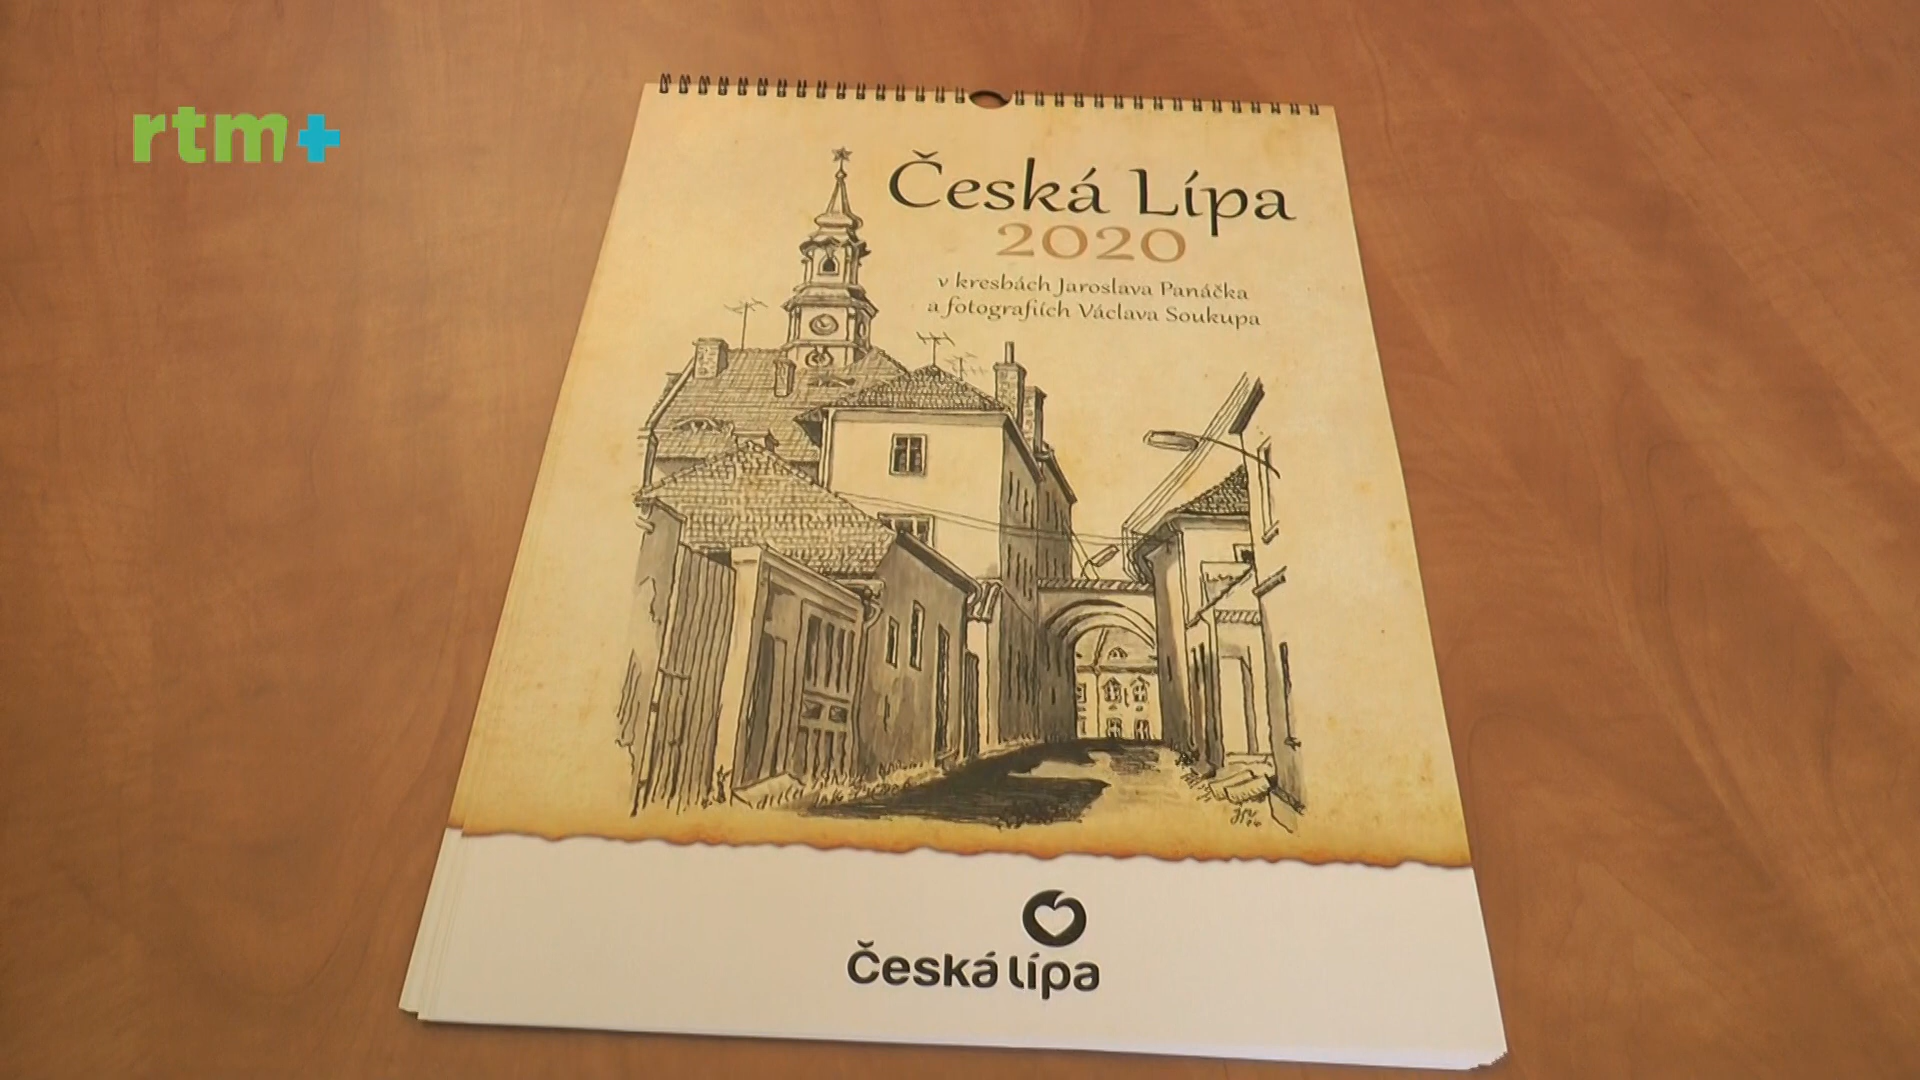 rtm+
Česká Lípa
2020
v kresbách Jaroslava Panáčka
a fotografiích Václava Soukupa
Česká lípa